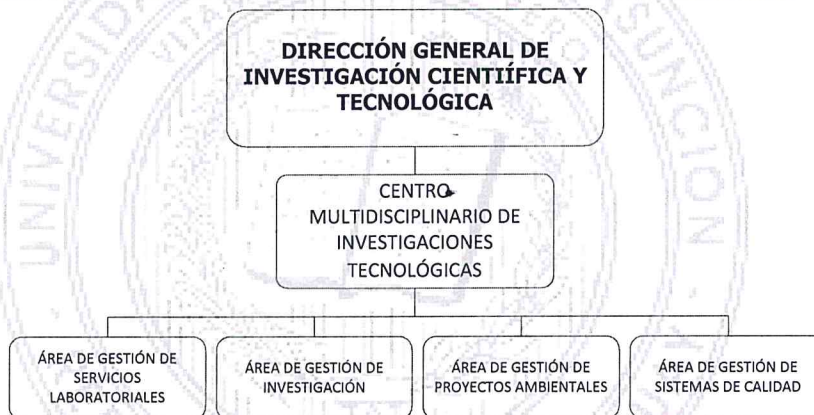 DIRECCIÓN GENERAL DE
INVESTIGACIÓN CIENTIÍFICA Y
TECNOLÓGICA
CENTRO
MULTIDISCIPLINARIO DE
INVESTIGACIONES
TECNOLÓGICAS
ÁREA DE GESTIÓN DE
SERVICIOS
LABORATORIALES
ÁREA DE GESTIÓN DE
INVESTIGACIÓN
ÁREA DE GESTIÓN DE
PROYECTOS AMBIENTALES
ÁREA DE GESTIÓN DE
SISTEMAS DE CALIDAD